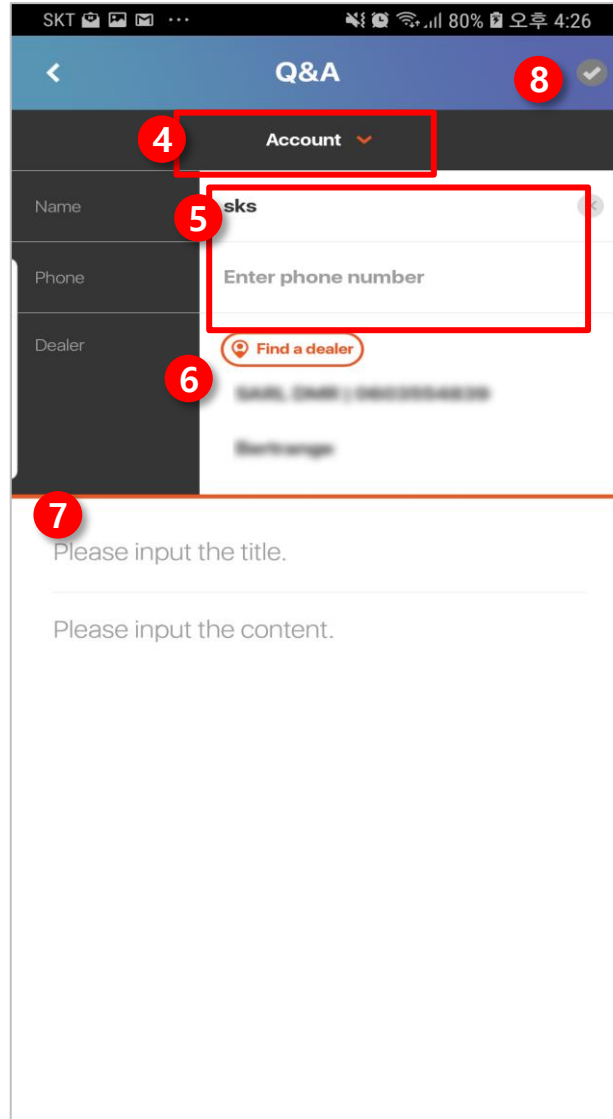 SKT ... 80% 오후 4:26
Q&A
8
4
Account
Name
5
sks
Phone
Enter phone number
Dealer
Find a dealer
6
7
Please input the title.
Please input the content.